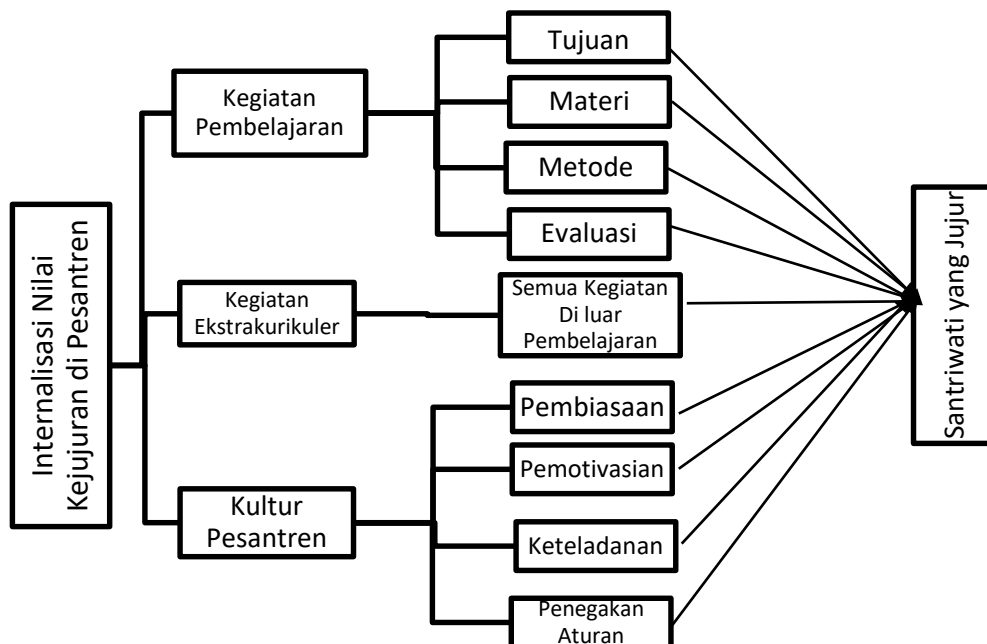 Internalisasi Nilai
Kejujuran di Pesantren
Kegiatan
Pembelajaran
Tujuan
Materi
Metode
Evaluasi
Kegiatan
Ekstrakurikuler
Semua Kegiatan
Di luar
Pembelajaran
Kultur
Pesantren
Pembiasaan
Pemotivasian
Keteladanan
Penegakan
Aturan
Santriwati yang Jujur